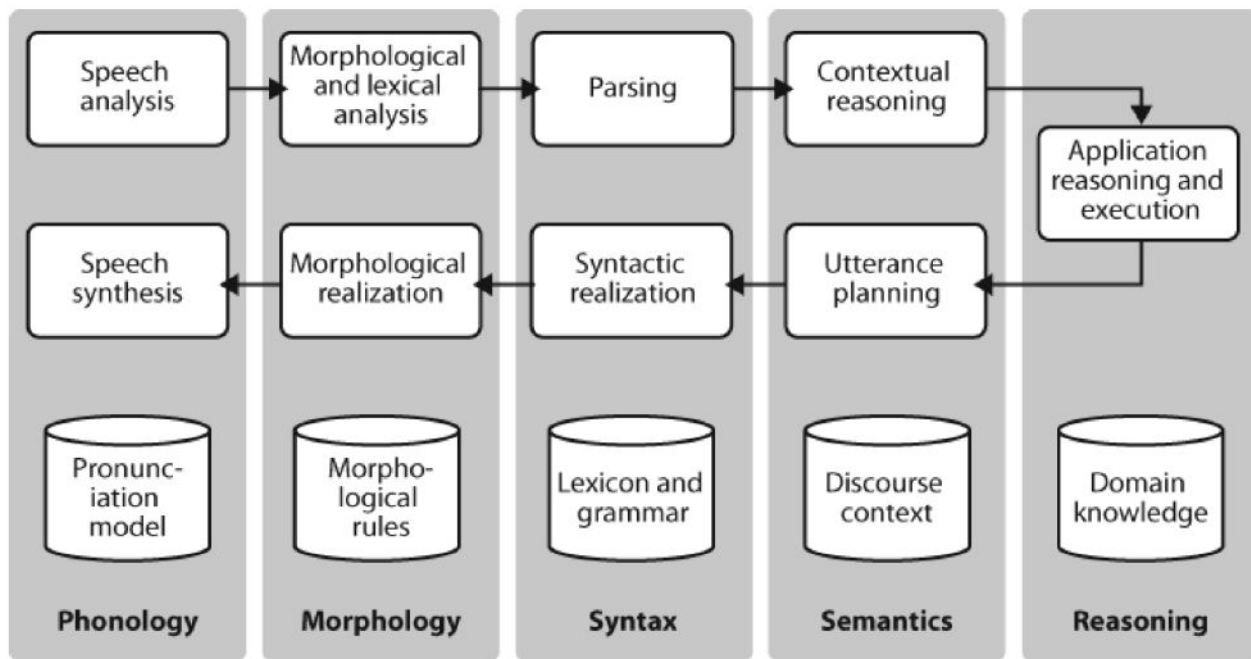 Speech
analysis
Morphological
and lexical
analysis
Parsing
Contextual
reasoning
Application
reasoning and
execution
Speech
synthesis
Morphological
realization
Syntactic
realization
Utterance
planning
Pronunc-
iation
model
Morpho-
logical
rules
Lexicon and
grammar
Discourse
context
Domain
knowledge
Phonology
Morphology
Syntax
Semantics
Reasoning